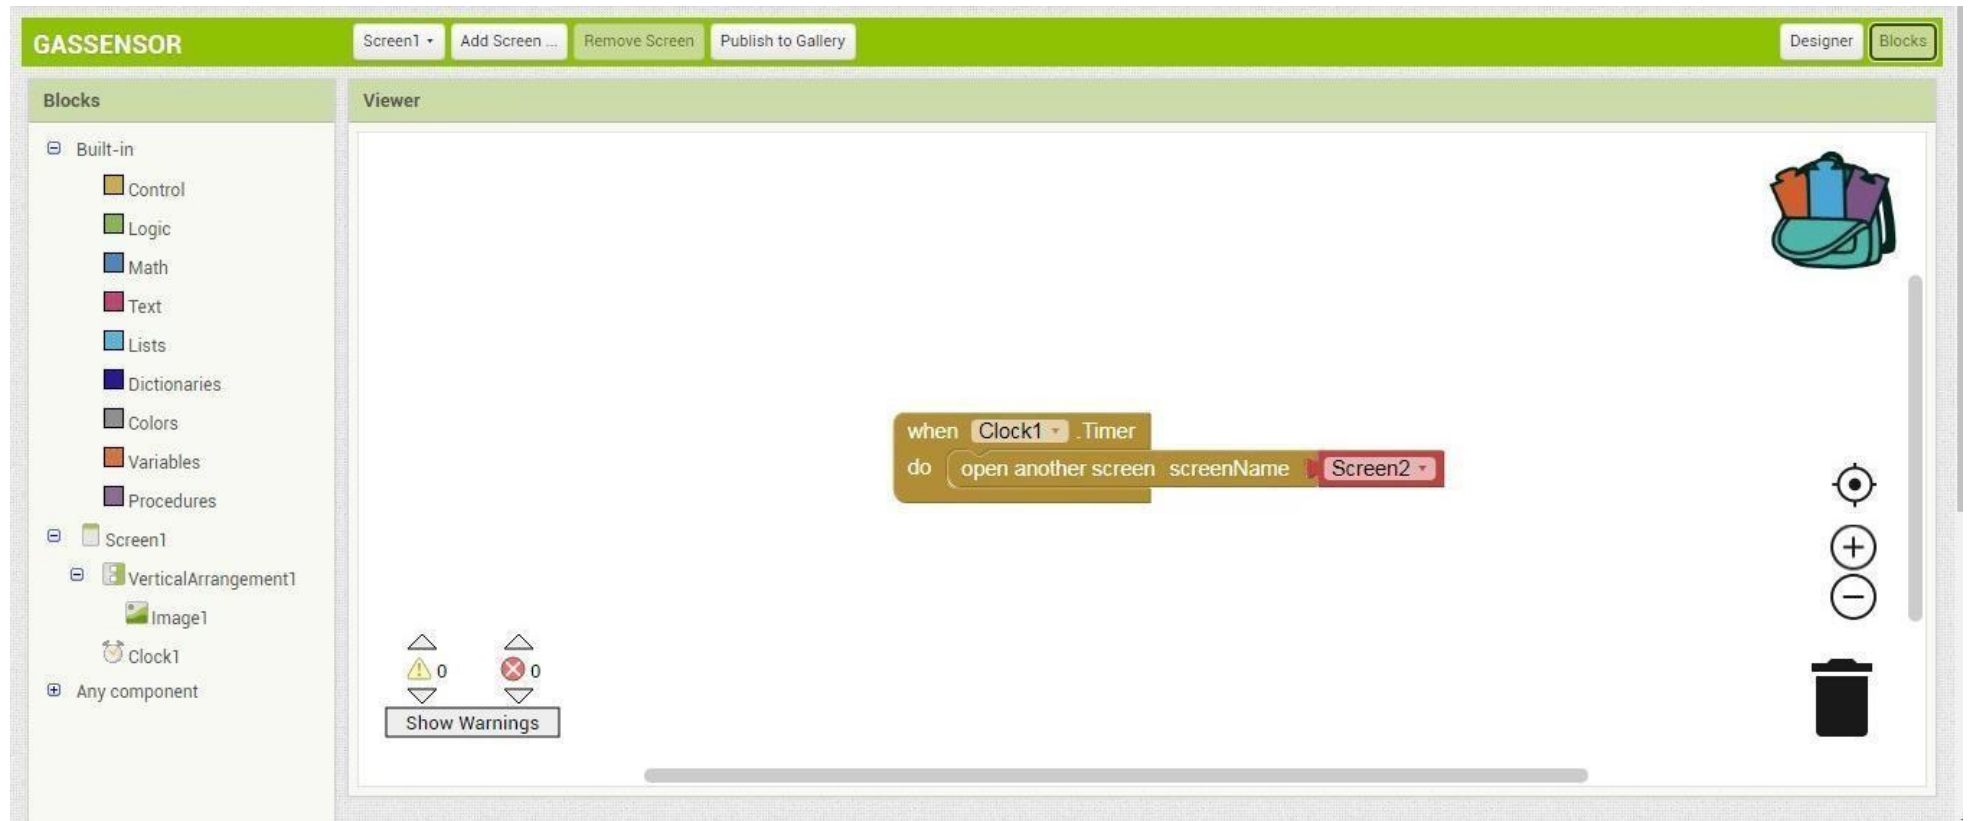 GASSENSOR
Screen1
Add Screen ...
Remove Screen
Publish to Gallery
Designer
Blocks
Blocks
Viewer
Built-in
Control
Logic
Math
Text
Lists
Dictionaries
Colors
Variables
Procedures
Screen1
VerticalArrangement1
Image1
Clock1
Any component
when Clock1 .Timer
do open another screen screenName Screen2
0 0
Show Warnings